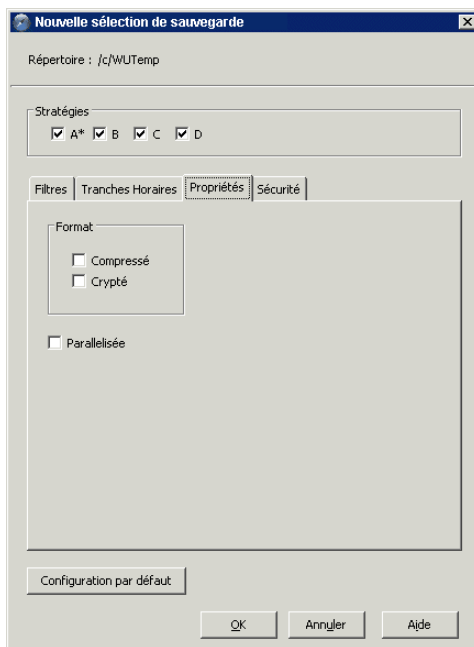 Nouvelle sélection de sauvegarde
Répertoire : /c/WUTemp
Stratégies
A* B C D
Filtres Tranches Horaires Propriétés Sécurité
Format
Compressé
Crypté
Parallelisée
Configuration par défaut
OK Annuler Aide